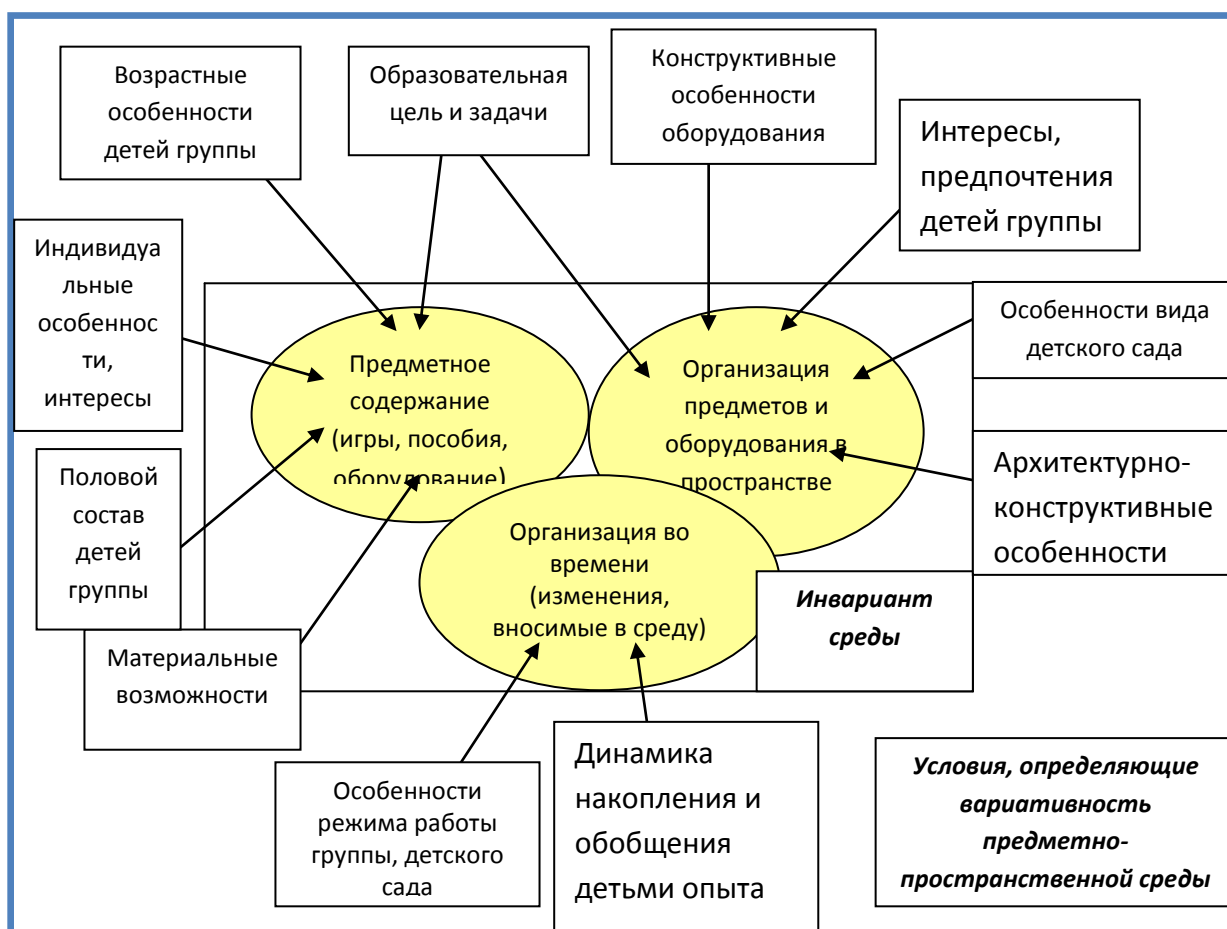 Возрастные
особенности
детей группы
Образовательная
цель и задачи
Конструктивные
особенности
оборудования
Интересы,
предпочтения
детей группы
Индивидуа
льные
особеннос
ти,
интересы
Особенности вида
детского сада
Предметное
содержание
(игры, пособия,
оборудование)
Организация
предметов и
оборудования в
пространстве
Половой
состав
детей
группы
Архитектурно-
конструктивные
особенности
Организация во
времени
(изменения,
вносимые в среду)
Инвариант
среды
Материальные
возможности
Особенности
режима работы
группы, детского
сада
Динамика
накопления и
обобщения
детьми опыта
Условия, определяющие
вариативность
предметно-
пространственной среды